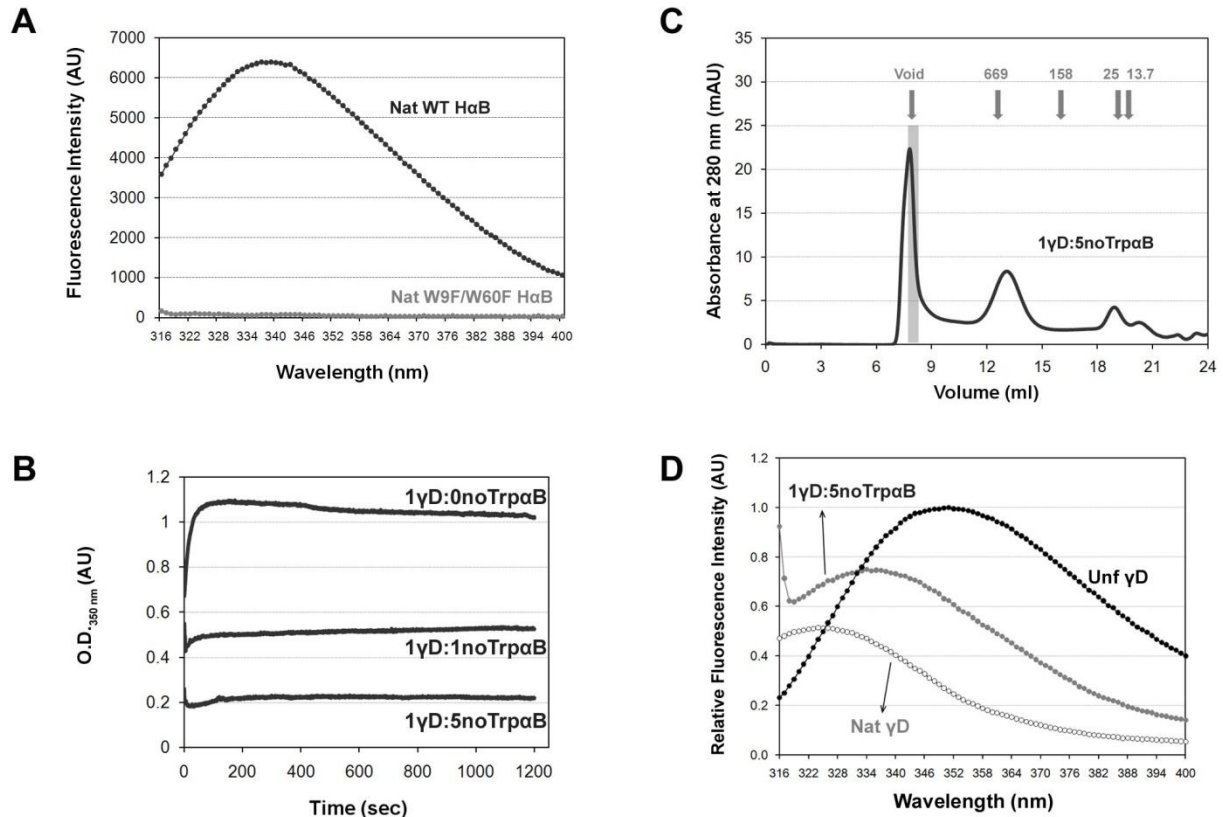 A
7000
6000
5000
4000
3000
2000
1000
0
Fluorescence Intensity (AU)
Nat WT HαB
Nat W9F/W60F HαB
316 322 328 334 340 346 352 358 364 370 376 382 388 394 400
Wavelength (nm)
B
1.2
1
0.8
0.6
0.4
0.2
0
O.D.350 nm (AU)
1γD:0noTrpαB
1γD:1noTrpαB
1γD:5noTrpαB
0 200 400 600 800 1000 1200
Time (sec)
C
40
35
30
25
20
15
10
5
0
Absorbance at 280 nm (mAU)
Void 669 158 25 13.7
1γD:5noTrpαB
0 3 6 9 12 15 18 21 24
Volume (ml)
D
1.2
1.0
0.8
0.6
0.4
0.2
0.0
Relative Fluorescence Intensity (AU)
1γD:5noTrpαB
Unf γD
Nat γD
316 322 328 334 340 346 352 358 364 370 376 382 388 394 400
Wavelength (nm)